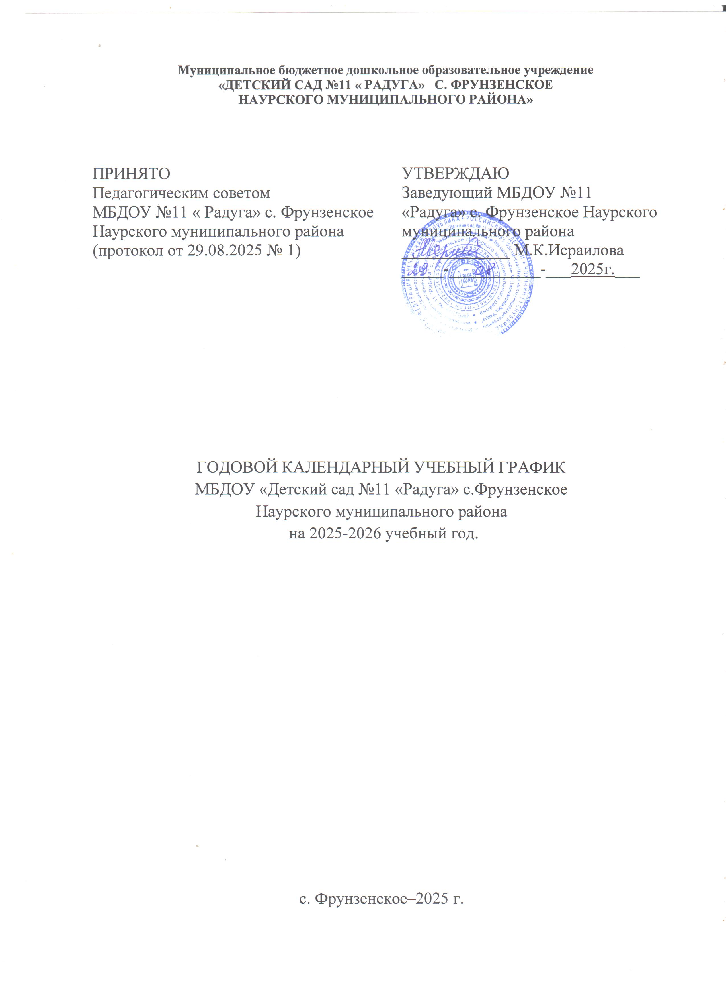 Муниципальное бюджетное дошкольное образовательное учреждение
«ДЕТСКИЙ САД №11 « РАДУГА» С. ФРУНЗЕНСКОЕ
НАУРСКОГО МУНИЦИПАЛЬНОГО РАЙОНА»
ПРИНЯТО
Педагогическим советом
МБДОУ №11 « Радуга» с. Фрунзенское
Наурского муниципального района
(протокол от 29.08.2025 № 1)
УТВЕРЖДАЮ
Заведующий МБДОУ №11
«Радуга» с. Фрунзенское Наурского
муниципального района
_____________ М.К.Исраилова
29 - 08 - 2025г.
ГОДОВОЙ КАЛЕНДАРНЫЙ УЧЕБНЫЙ ГРАФИК
МБДОУ «Детский сад №11 «Радуга» с.Фрунзенское
Наурского муниципального района
на 2025-2026 учебный год.
с. Фрунзенское–2025 г.